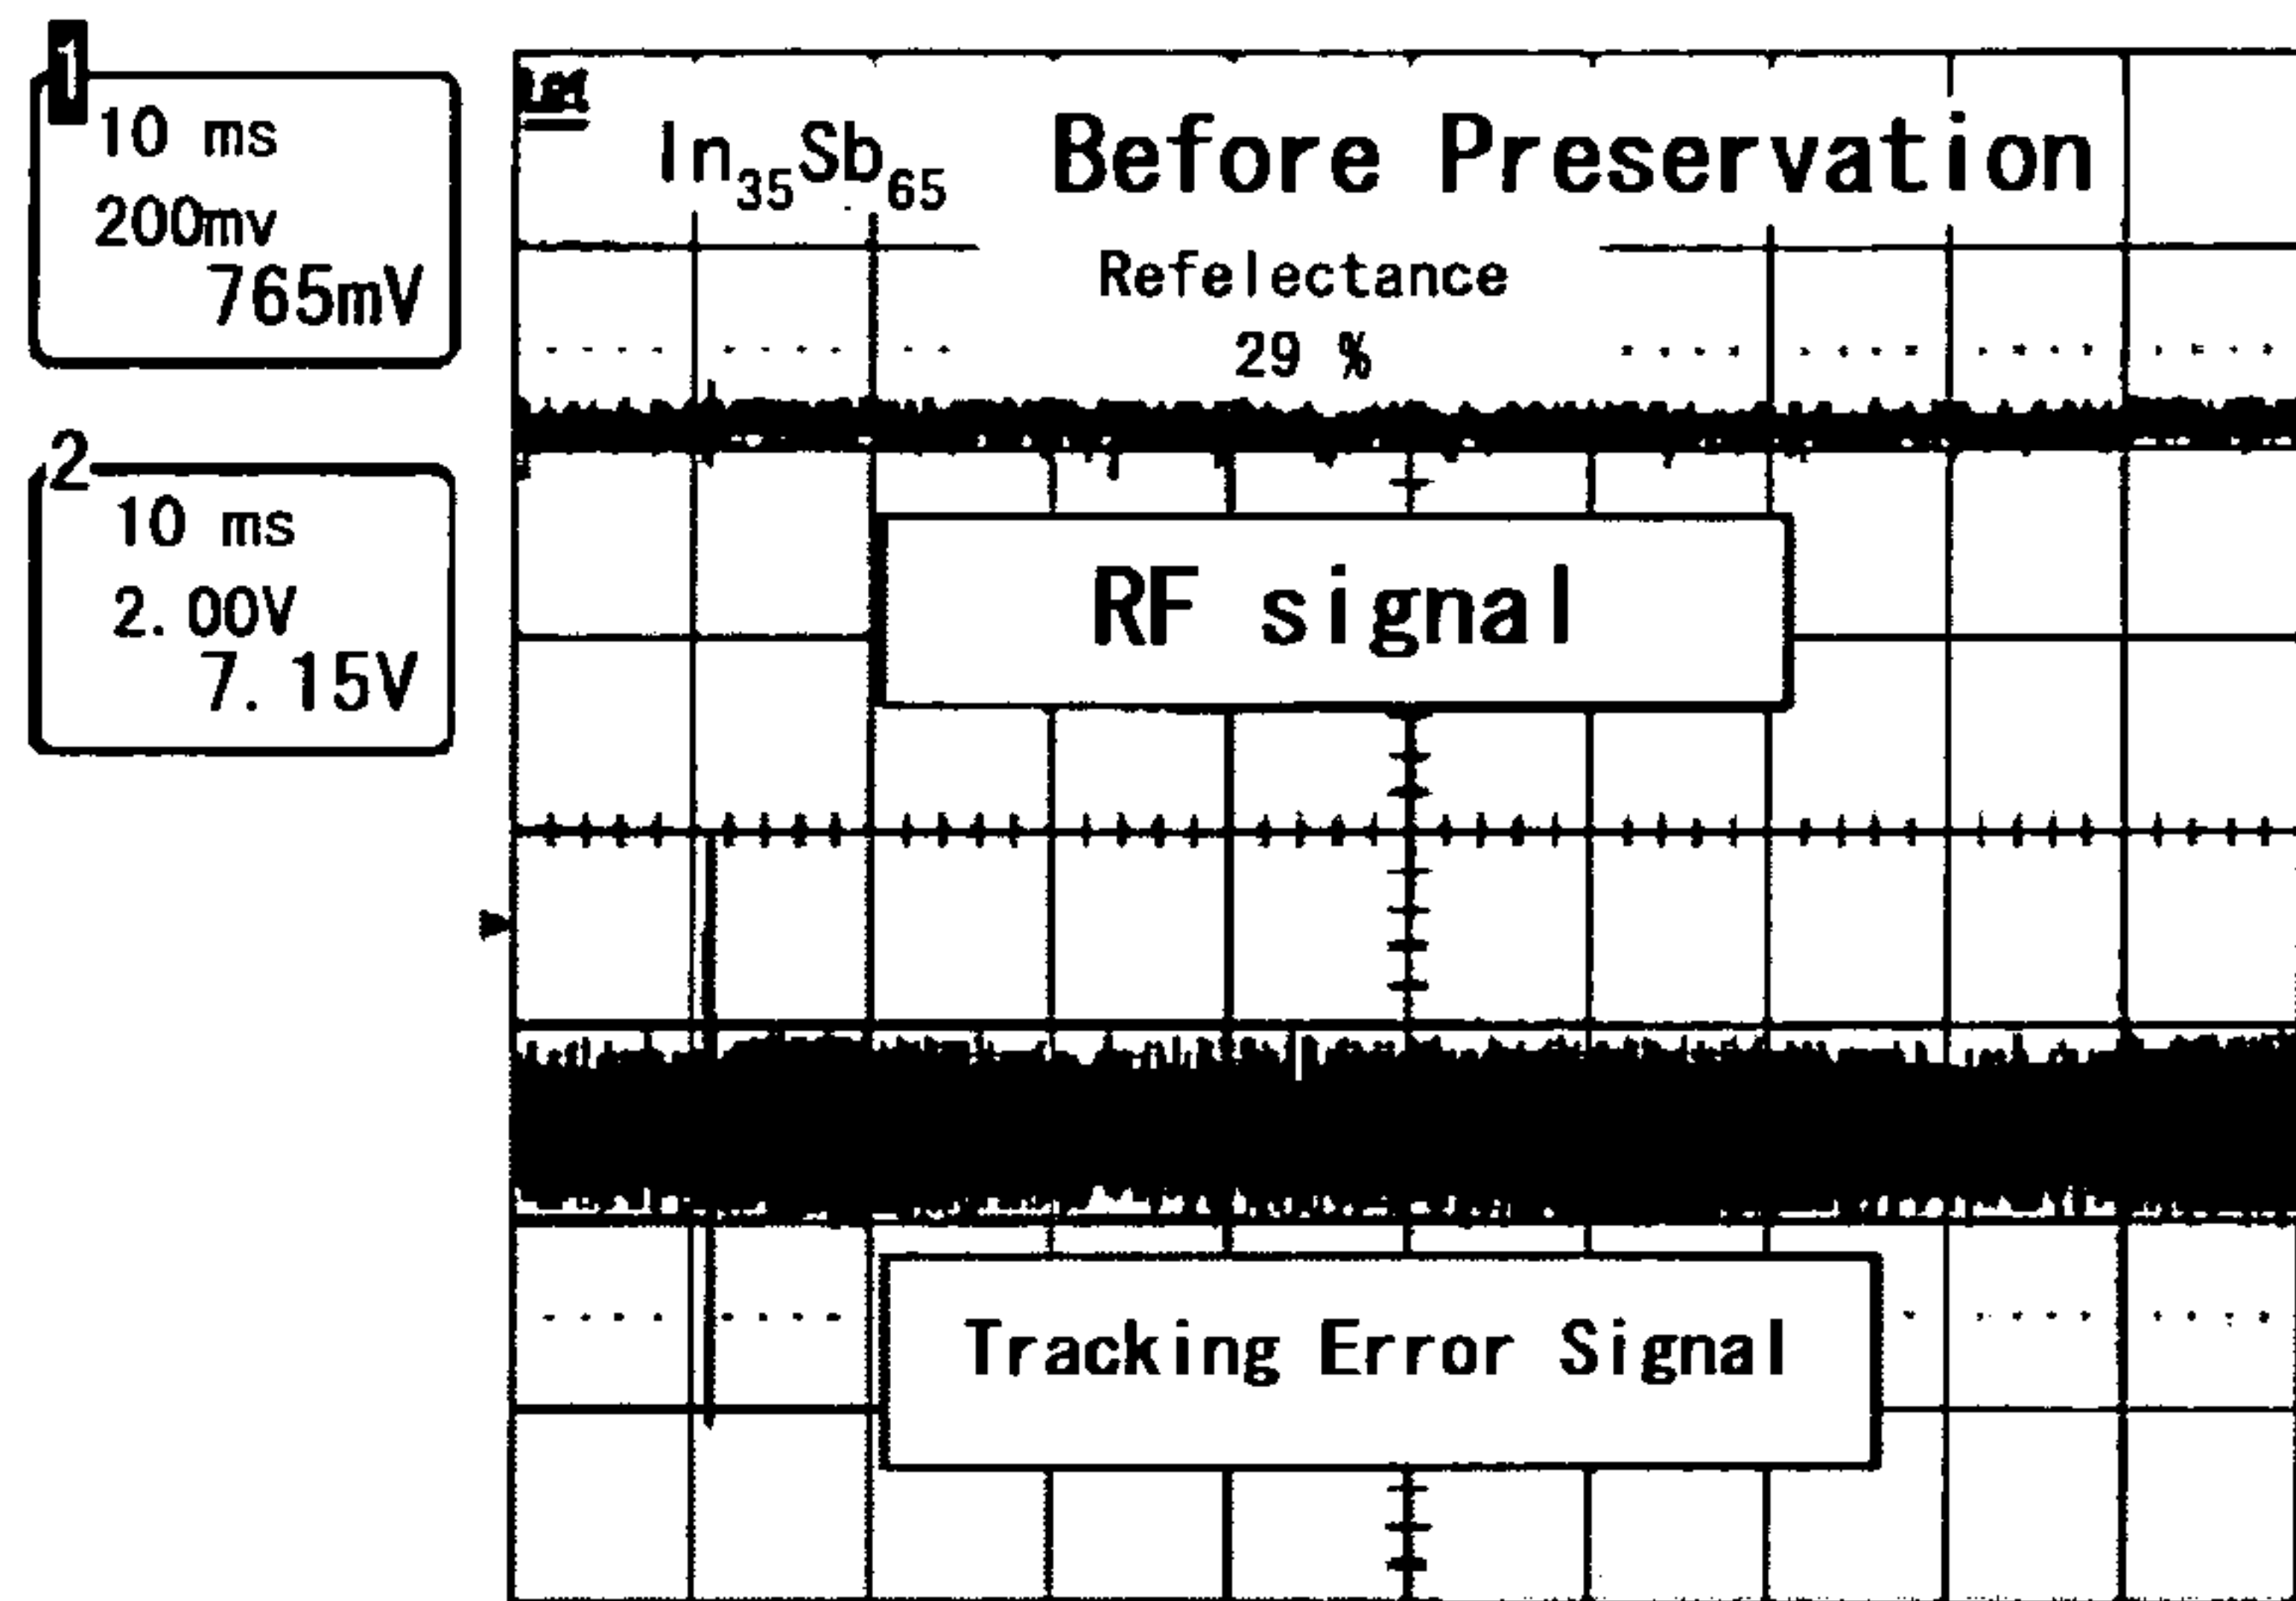 1
10 ms
200mv
765mV
2
10 ms
2.00V
7.15V
In35Sb65 Before Preservation
Refelectance
29 %
RF signal
Tracking Error Signal